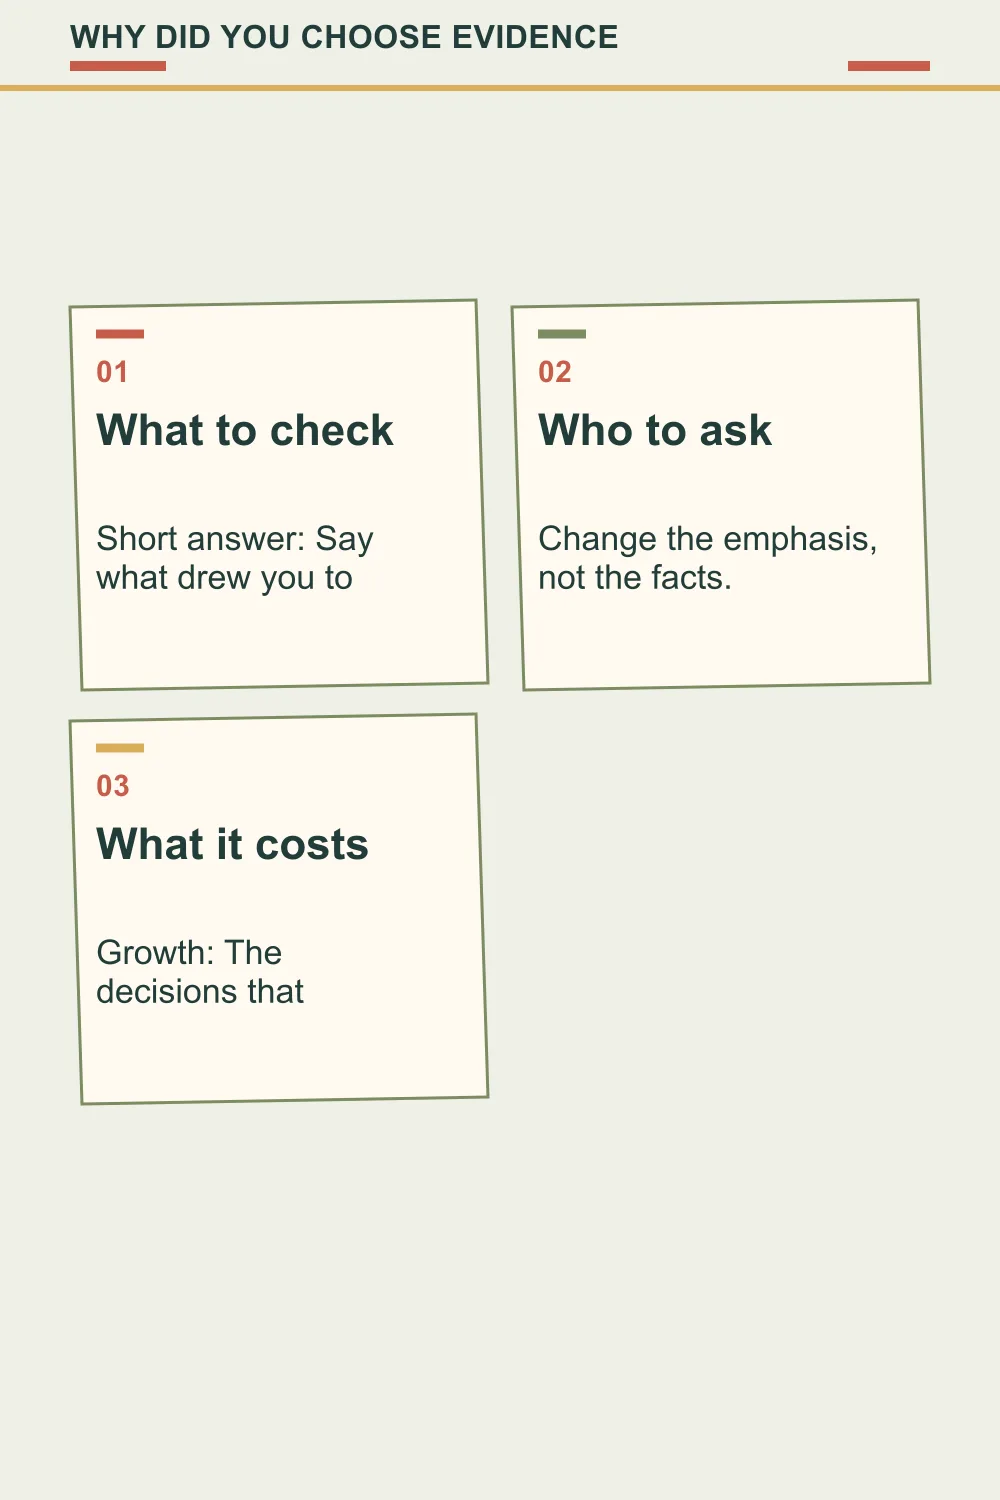 WHY DID YOU CHOOSE EVIDENCE
01
What to check
Short answer: Say
what drew you to
02
Who to ask
Change the emphasis,
not the facts.
03
What it costs
Growth: The
decisions that